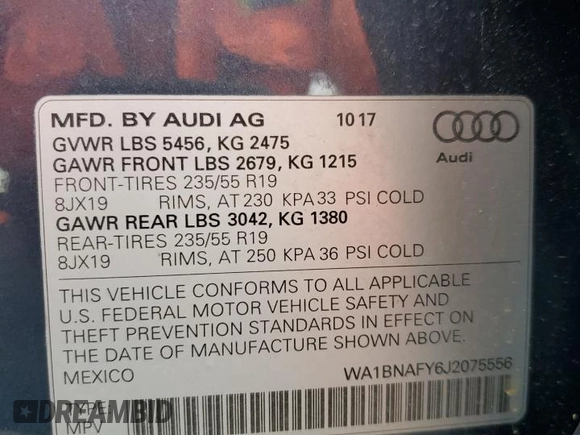 MFD. BY AUDI AG 10 17
GVWR LBS 5456, KG 2475
GAWR FRONT LBS 2679, KG 1215
FRONT-TIRES 235/55 R19
8JX19 RIMS, AT 230 KPA 33 PSI COLD
GAWR REAR LBS 3042, KG 1380
REAR-TIRES 235/55 R19
8JX19 RIMS, AT 250 KPA 36 PSI COLD
Audi
THIS VEHICLE CONFORMS TO ALL APPLICABLE
U.S. FEDERAL MOTOR VEHICLE SAFETY AND
THEFT PREVENTION STANDARDS IN EFFECT ON
THE DATE OF MANUFACTURE SHOWN ABOVE.
MEXICO WA1BNAFY6J2075556
MPV
DREAMBID